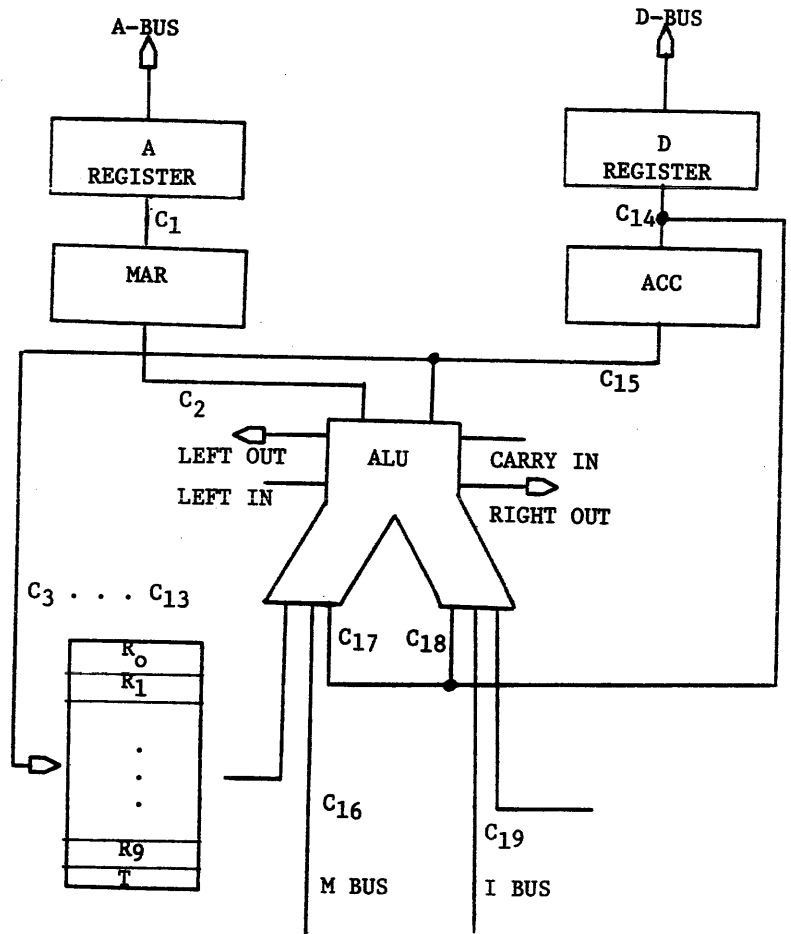 A-BUS
D-BUS
A
REGISTER
D
REGISTER
C1
C14
MAR
ACC
C2
C15
LEFT OUT
ALU
CARRY IN
LEFT IN
RIGHT OUT
C3 . . . C13
C17
C18
Ro
R1
.
.
.
C16
C19
R9
T
M BUS
I BUS